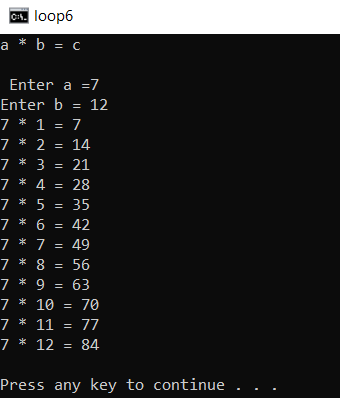 loop6
a * b = c
Enter a =7
Enter b = 12
7 * 1 = 7
7 * 2 = 14
7 * 3 = 21
7 * 4 = 28
7 * 5 = 35
7 * 6 = 42
7 * 7 = 49
7 * 8 = 56
7 * 9 = 63
7 * 10 = 70
7 * 11 = 77
7 * 12 = 84
Press any key to continue . . .